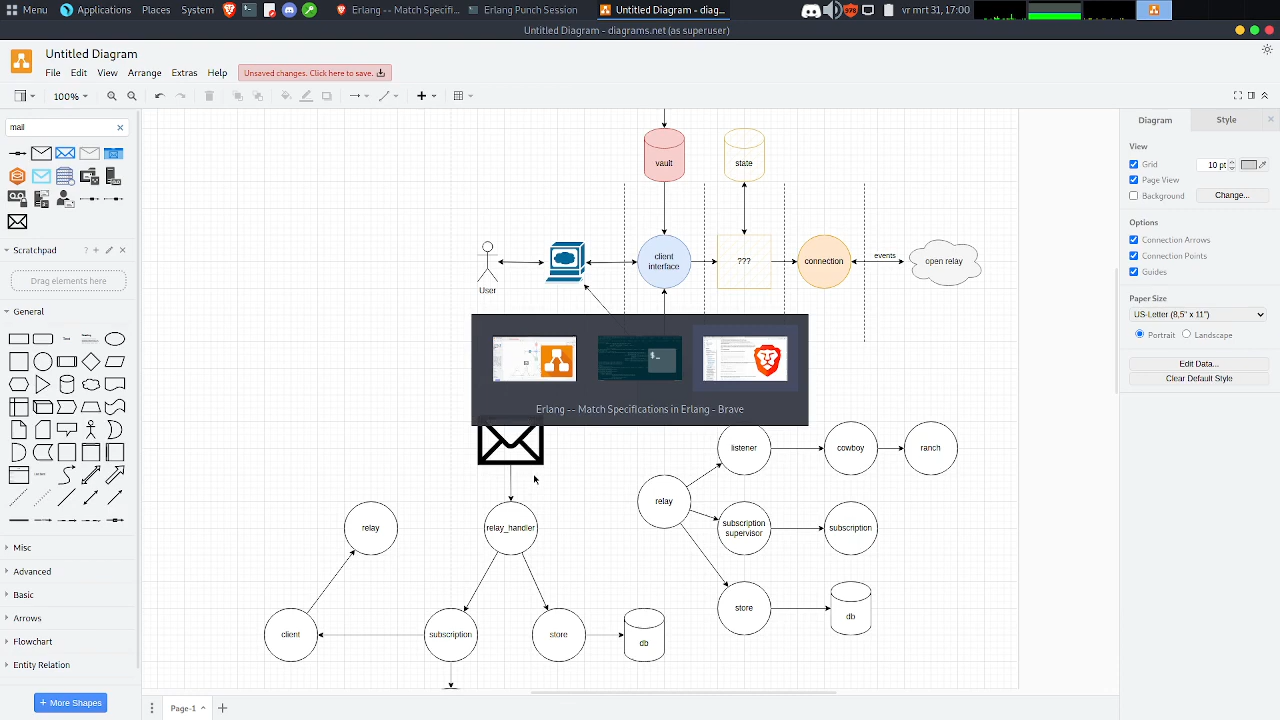 Menu Applications Places System Erlang -- Match Specifi... Erlang Punch Session Untitled Diagram - diag... vr mrt 31, 17:00
Untitled Diagram - diagrams.net (as superuser)
Untitled Diagram
File Edit View Arrange Extras Help Unsaved changes. Click here to save.
100%
mail
Scratchpad
Drag elements here
General
Misc
Advanced
Basic
Arrows
Flowchart
Entity Relation
+ More Shapes
vault
state
User
client
interface
???
connection
events
open relay
Erlang -- Match Specifications in Erlang - Brave
listener
cowboy
ranch
relay
relay_handler
relay
subscription
supervisor
subscription
store
db
client
subscription
store
db
Page-1
Diagram Style
View
Grid 10 pt
Page View
Background Change...
Options
Connection Arrows
Connection Points
Guides
Paper Size
US-Letter (8,5" x 11")
Portrait Landscape
Edit Data...
Clear Default Style